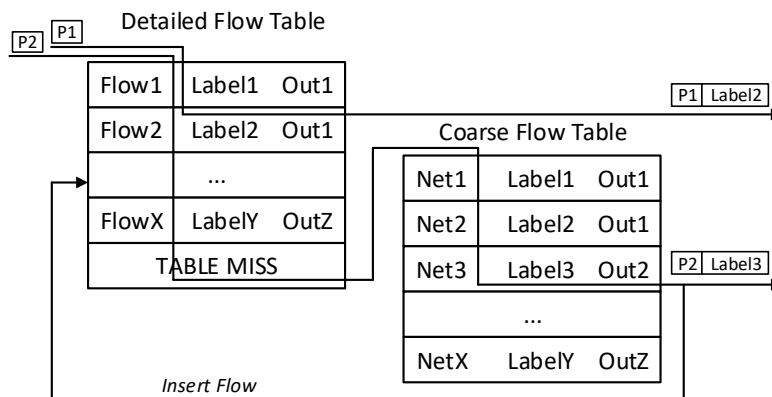 Detailed Flow Table
P1
P2
Flow1 Label1 Out1
P1 Label2
Flow2 Label2 Out1
Coarse Flow Table
...
Net1 Label1 Out1
FlowX LabelY OutZ
Net2 Label2 Out1
TABLE MISS
Net3 Label3 Out2
P2 Label3
...
NetX LabelY OutZ
Insert Flow